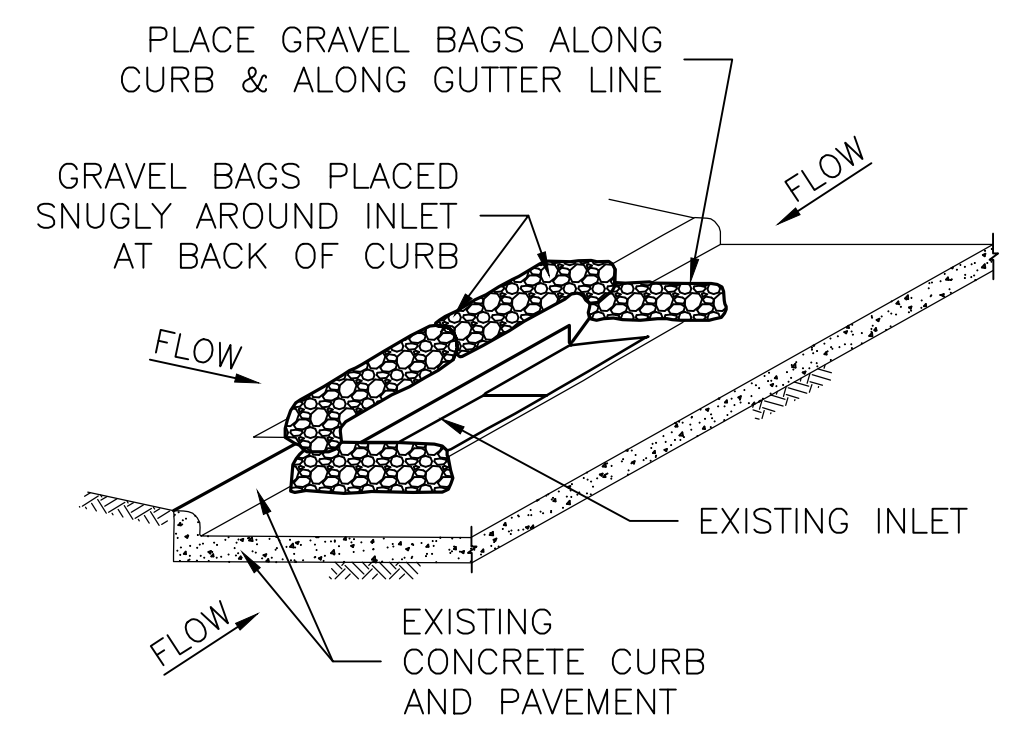 PLACE GRAVEL BAGS ALONG
CURB & ALONG GUTTER LINE
FLOW
GRAVEL BAGS PLACED
SNUGLY AROUND INLET
AT BACK OF CURB
FLOW
EXISTING INLET
FLOW
EXISTING
CONCRETE CURB
AND PAVEMENT